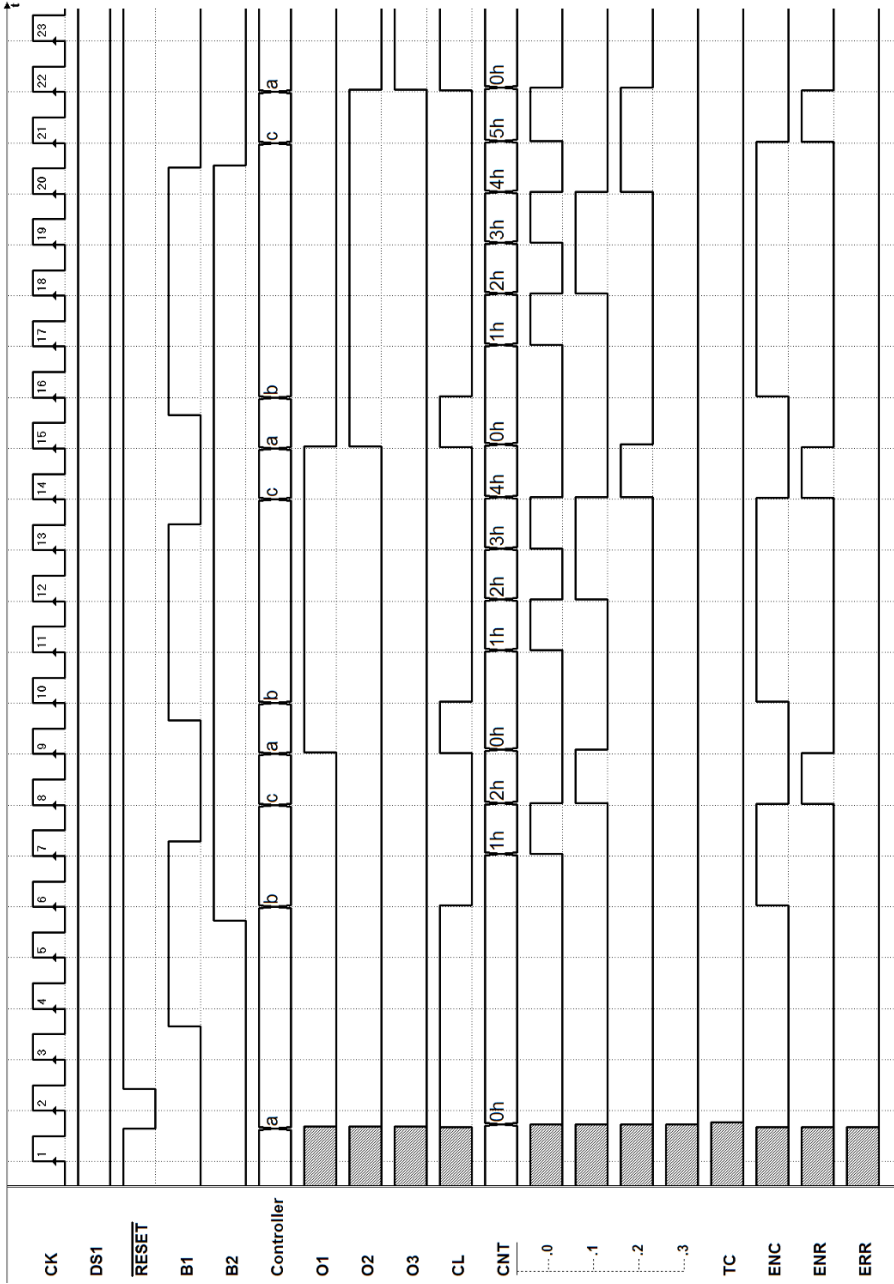 t
CK 1 2 3 4 5 6 7 8 9 10 11 12 13 14 15 16 17 18 19 20 21 22 23
DS1
RESET
B1
B2
Controller a b c a b c a b c a
O1
O2
O3
CL
CNT 0h 1h 2h 0h 1h 2h 3h 4h 0h 1h 2h 3h 4h 5h 0h
.0
.1
.2
.3
TC
ENC
ENR
ERR